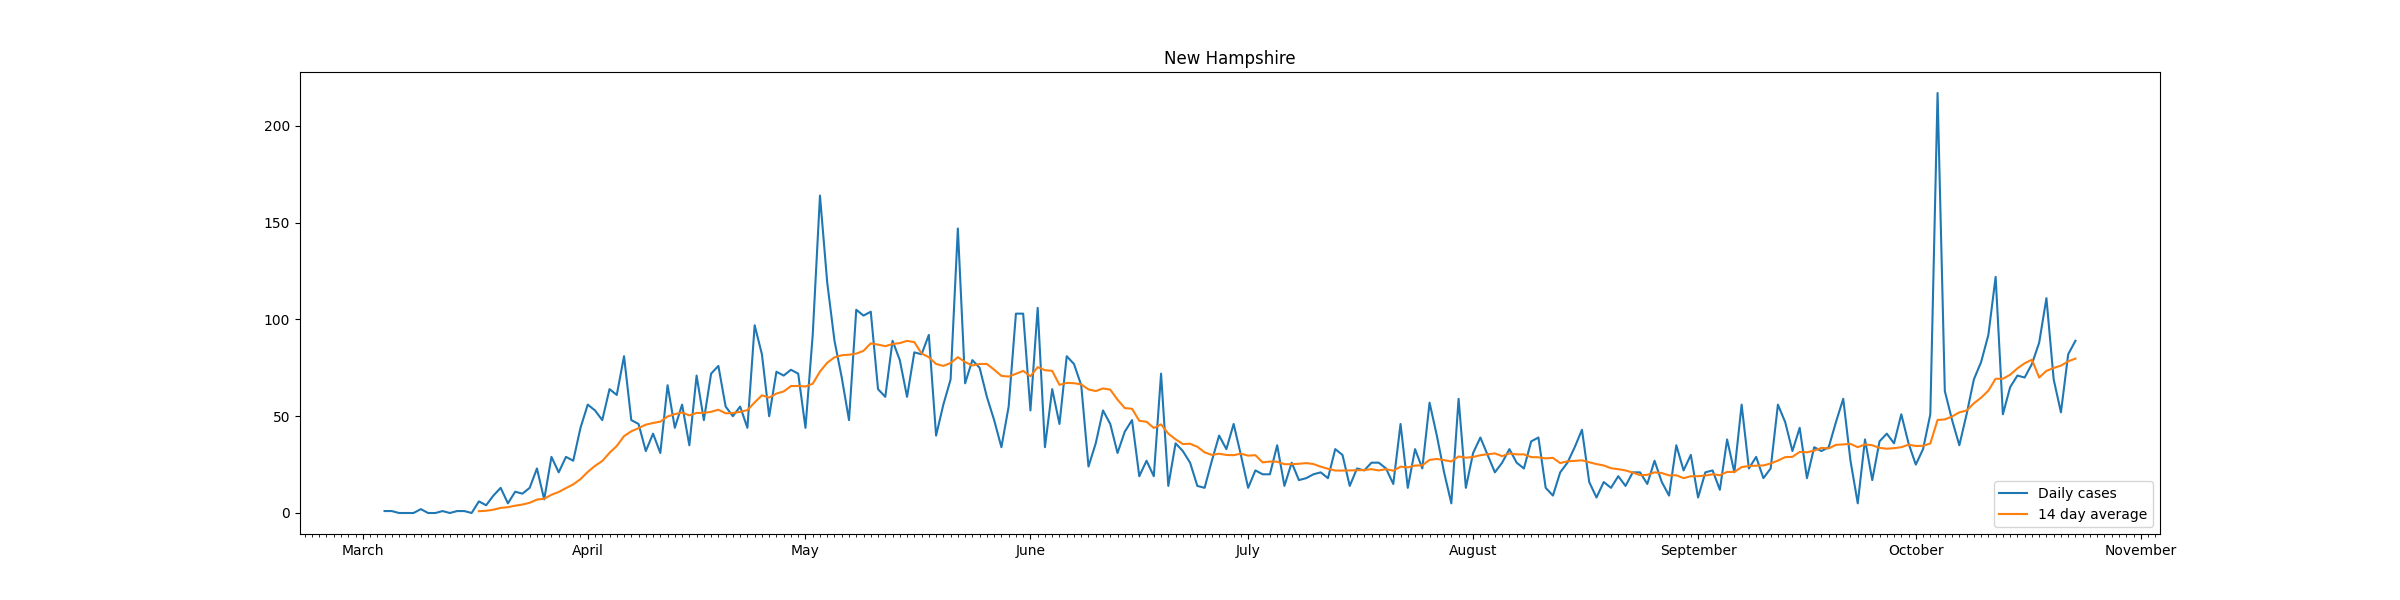 New Hampshire
200
150
100
50
0
March April May June July August September October November
Daily cases
14 day average